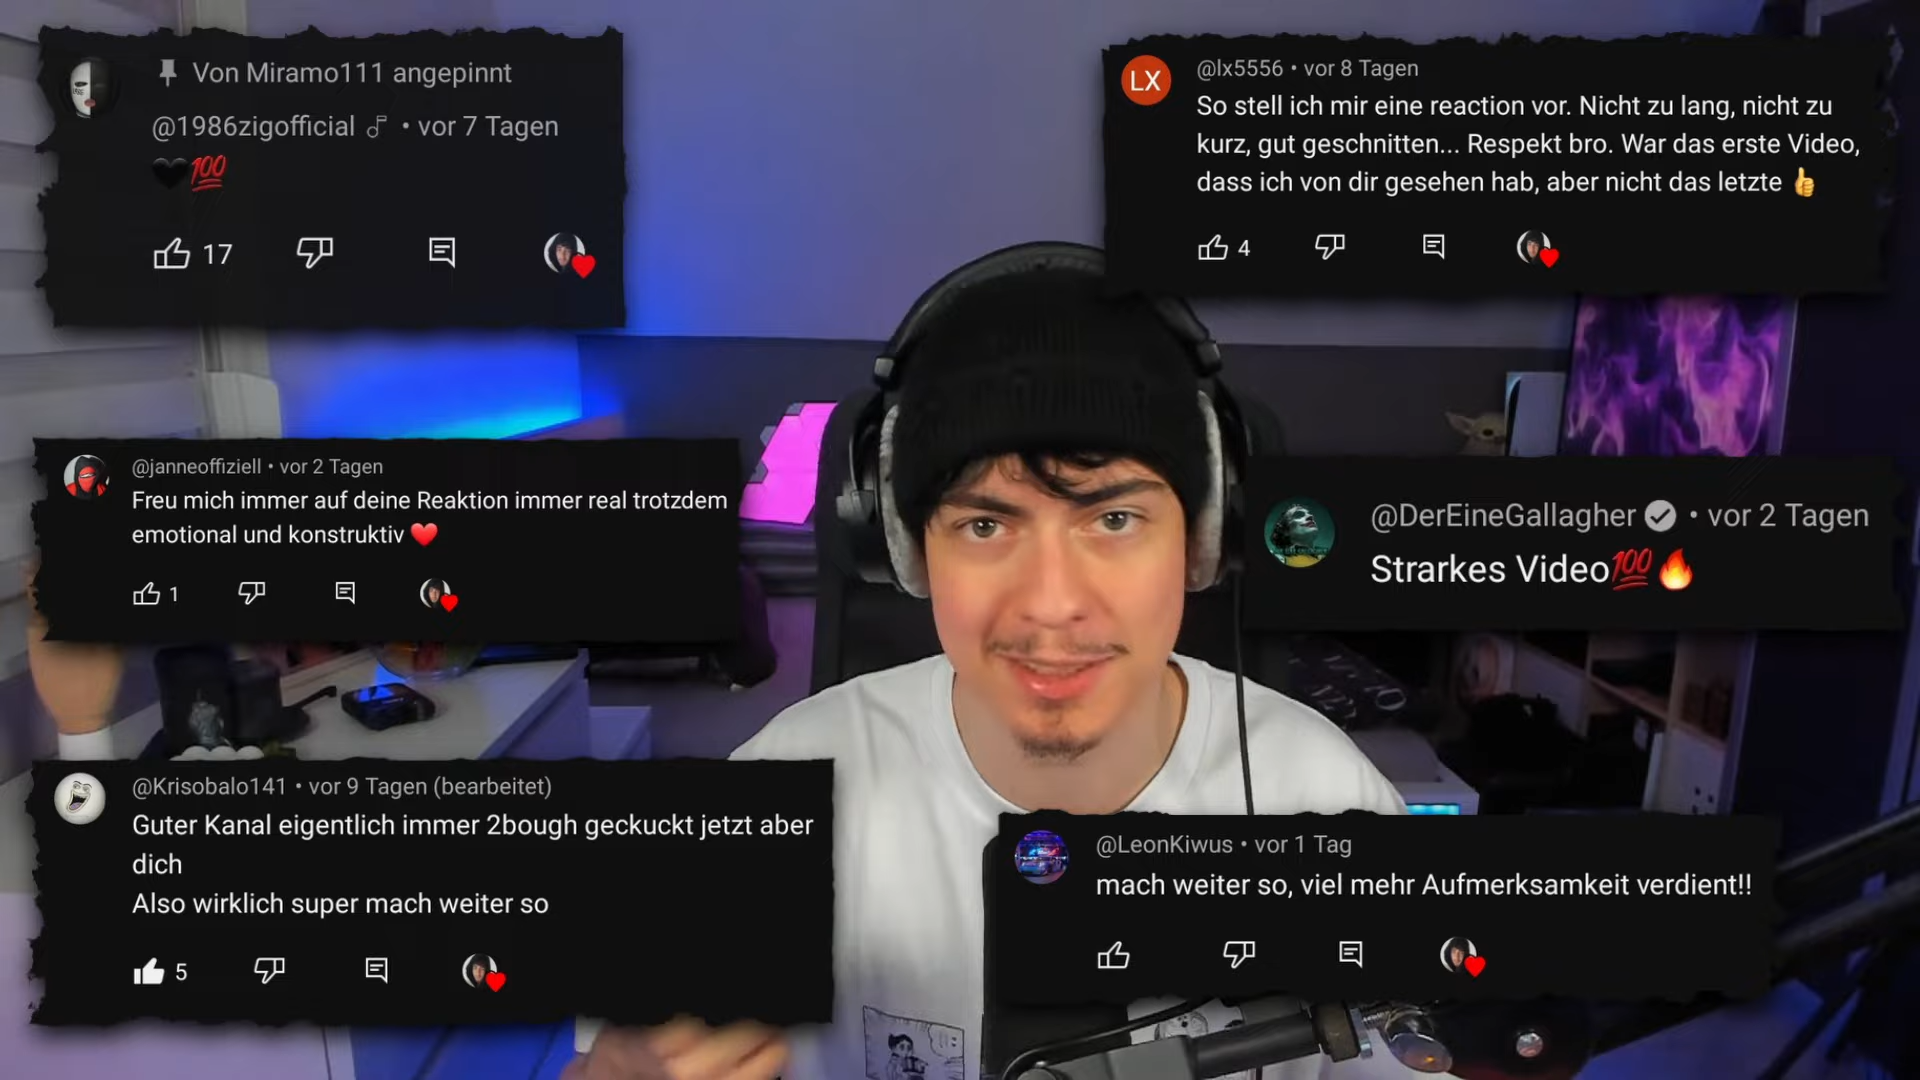 Von Miramo111 angepinnt
@1986zigofficial • vor 7 Tagen
🖤💯
17
@lx5556 • vor 8 Tagen
LX
So stell ich mir eine reaction vor. Nicht zu lang, nicht zu
kurz, gut geschnitten... Respekt bro. War das erste Video,
dass ich von dir gesehen hab, aber nicht das letzte 👍
4
@janneoffiziell • vor 2 Tagen
Freu mich immer auf deine Reaktion immer real trotzdem
emotional und konstruktiv ❤️
1
@DerEineGallagher • vor 2 Tagen
Strarkes Video💯🔥
@Krisobalo141 • vor 9 Tagen (bearbeitet)
Guter Kanal eigentlich immer 2bough geckuckt jetzt aber
dich
Also wirklich super mach weiter so
5
@LeonKiwus • vor 1 Tag
mach weiter so, viel mehr Aufmerksamkeit verdient!!